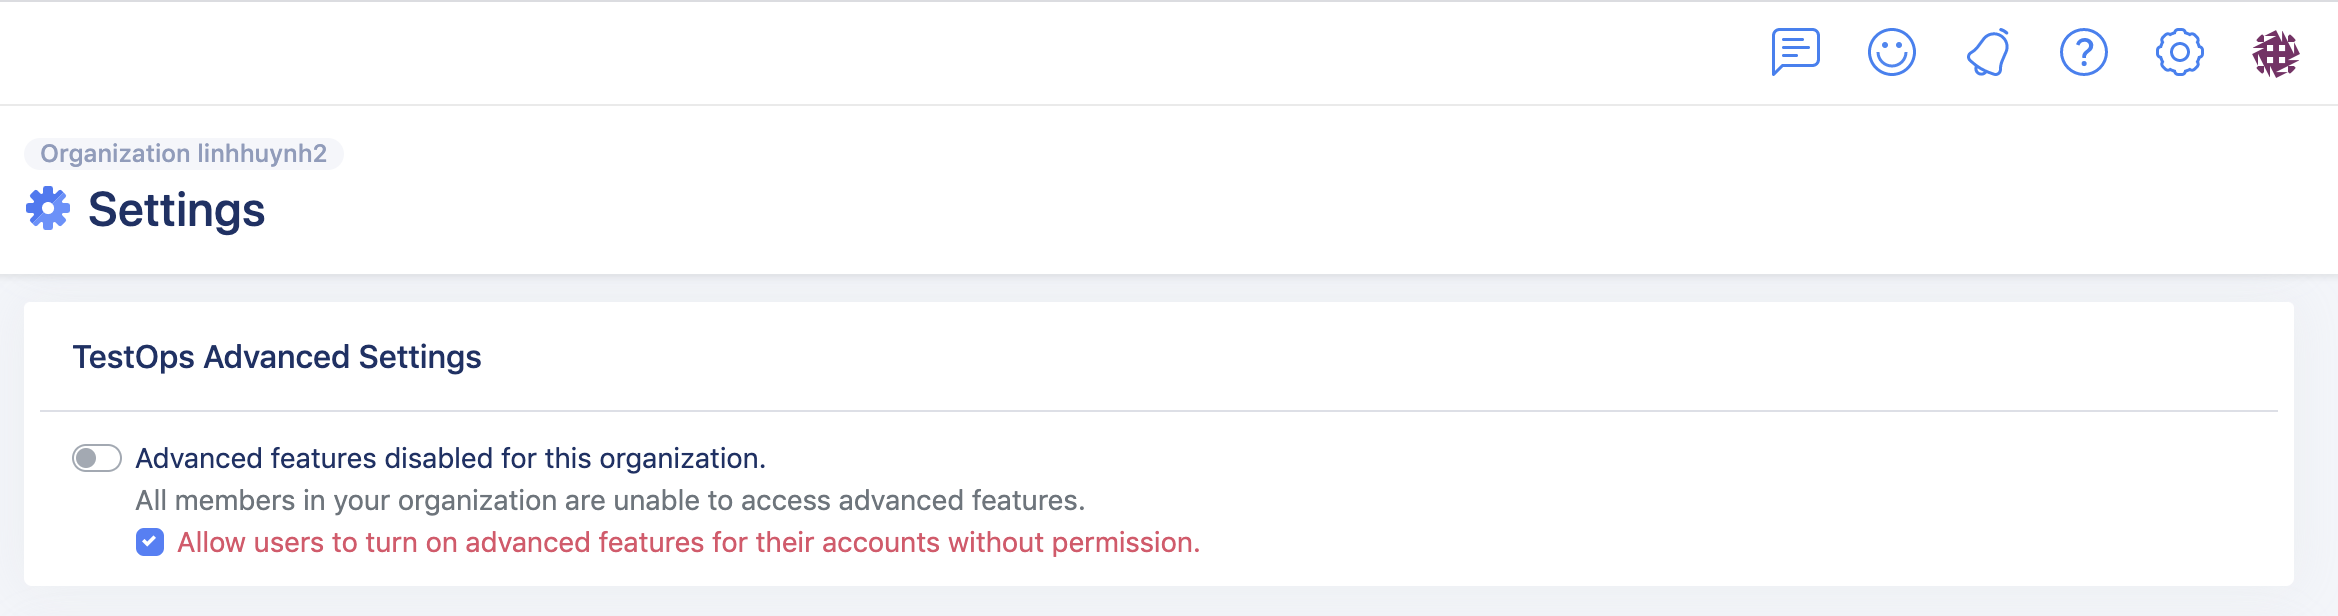 Organization linhhuynh2
Settings
TestOps Advanced Settings
Advanced features disabled for this organization.
All members in your organization are unable to access advanced features.
Allow users to turn on advanced features for their accounts without permission.